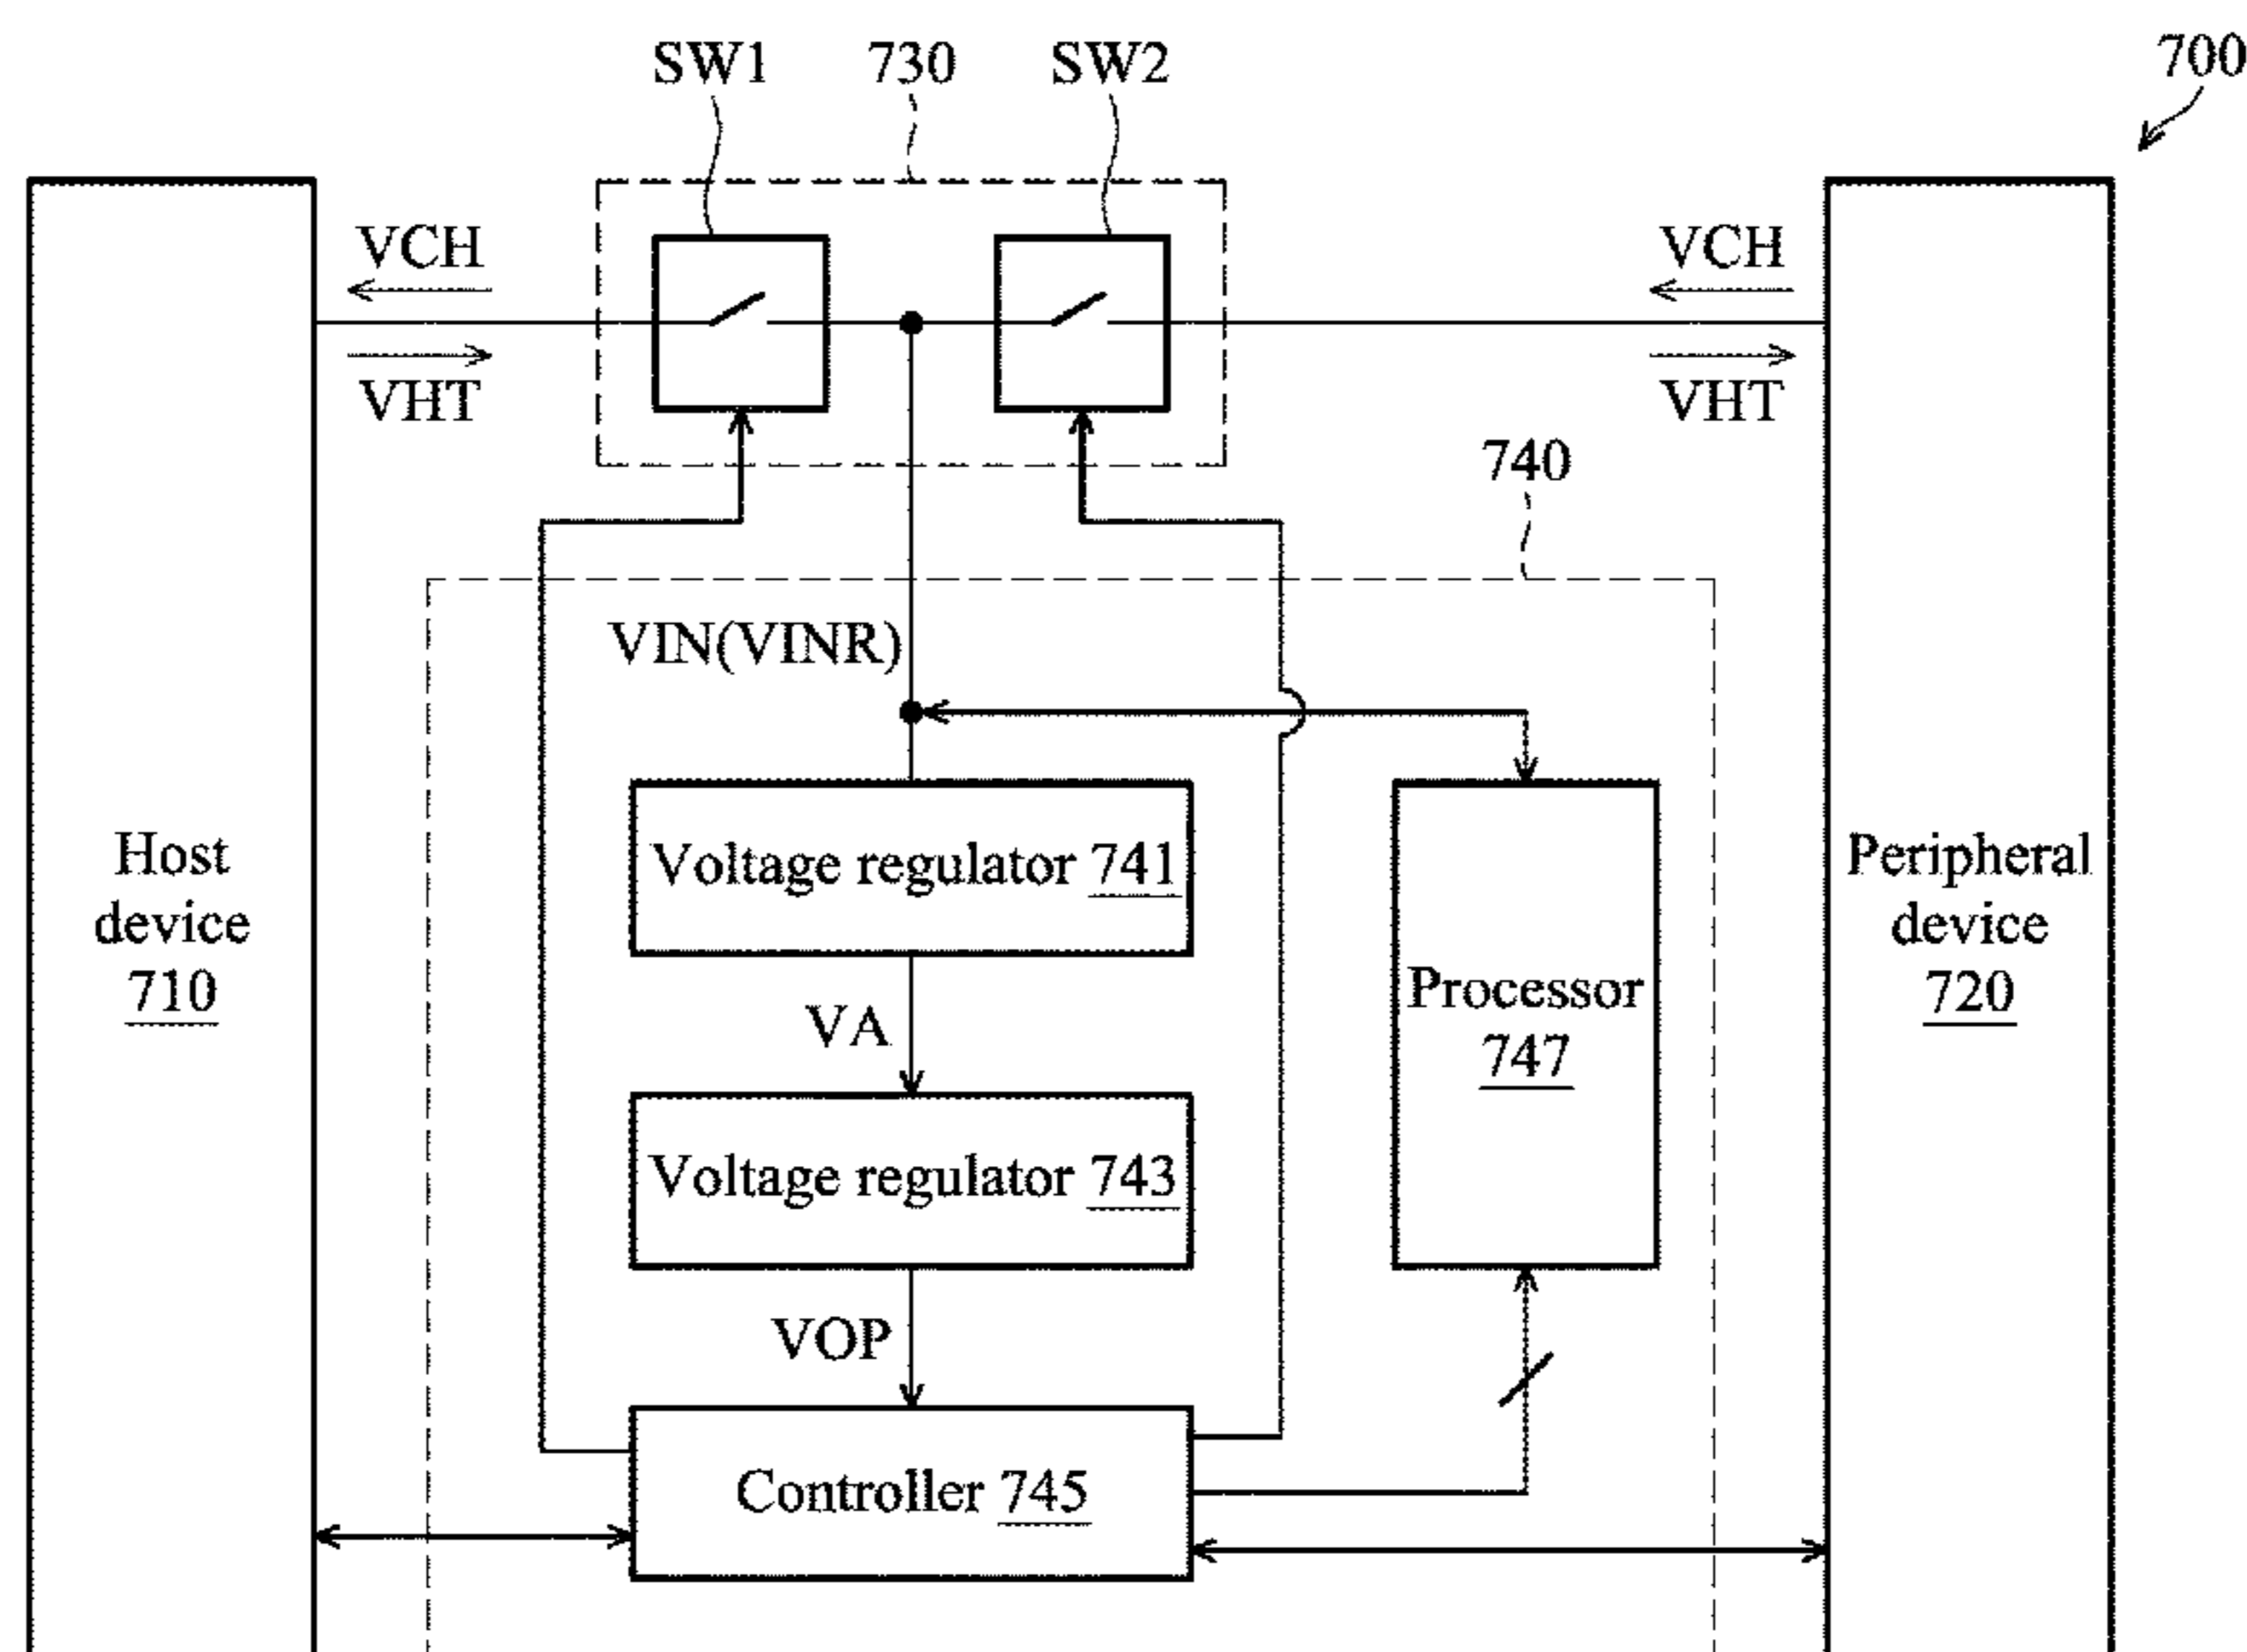 SW1 730 SW2 700
VCH VCH
VHT VHT
740
VIN(VINR)
Voltage regulator 741
Host
device
710
Peripheral
device
720
Processor
747
VA
Voltage regulator 743
VOP
Controller 745